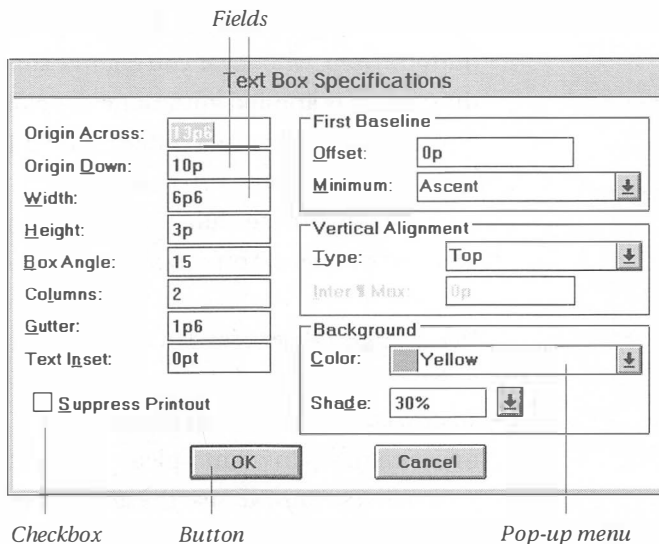 Fields
Text Box Specifications
Origin Across: 13p6
Origin Down: 10p
Width: 6p6
Height: 3p
Box Angle: 15
Columns: 2
Gutter: 1p6
Text Inset: 0pt
Suppress Printout
First Baseline
Offset: 0p
Minimum: Ascent
Vertical Alignment
Type: Top
Inter ¶ Max: 0p
Background
Color: Yellow
Shade: 30%
OK Cancel
Checkbox Button Pop-up menu